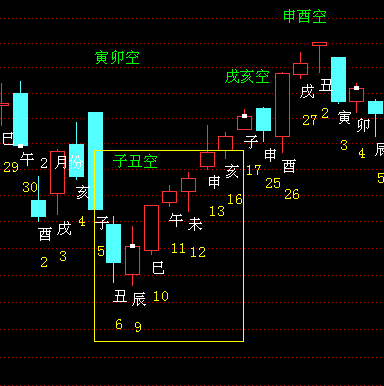 申酉空
寅卯空
戌亥空
戌
丑
27
2
寅
卯
辰
3
4
5
巳
午
29
30
2月份
亥
4
酉
戌
2
3
子丑空
子
5
丑
辰
6
9
巳
10
午
未
11
12
申
亥
13
16
子
17
申
酉
25
26